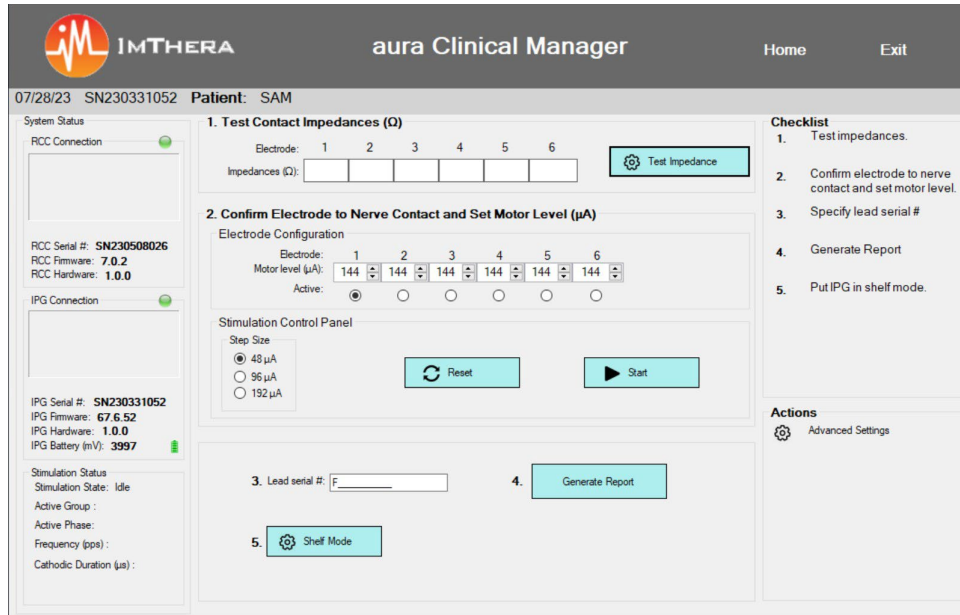 IMTHERA
aura Clinical Manager
Home
Exit
07/28/23 SN230331052 Patient: SAM
System Status
RCC Connection
RCC Serial #: SN230508026
RCC Firmware: 7.0.2
RCC Hardware: 1.0.0
IPG Connection
IPG Serial #: SN230331052
IPG Firmware: 67.6.52
IPG Hardware: 1.0.0
IPG Battery (mV): 3997
Stimulation Status
Stimulation State: Idle
Active Group :
Active Phase:
Frequency (pps) :
Cathodic Duration (µs) :
1. Test Contact Impedances (Ω)
Electrode: 1 2 3 4 5 6
Impedances (Ω):
Test Impedance
2. Confirm Electrode to Nerve Contact and Set Motor Level (µA)
Electrode Configuration
Electrode: 1 2 3 4 5 6
Motor level (µA): 144 144 144 144 144 144
Active:
Stimulation Control Panel
Step Size
48 µA
96 µA
192 µA
Reset
Start
3. Lead serial #: F__________
4. Generate Report
5. Shelf Mode
Checklist
1. Test impedances.
2. Confirm electrode to nerve
contact and set motor level.
3. Specify lead serial #
4. Generate Report
5. Put IPG in shelf mode.
Actions
Advanced Settings